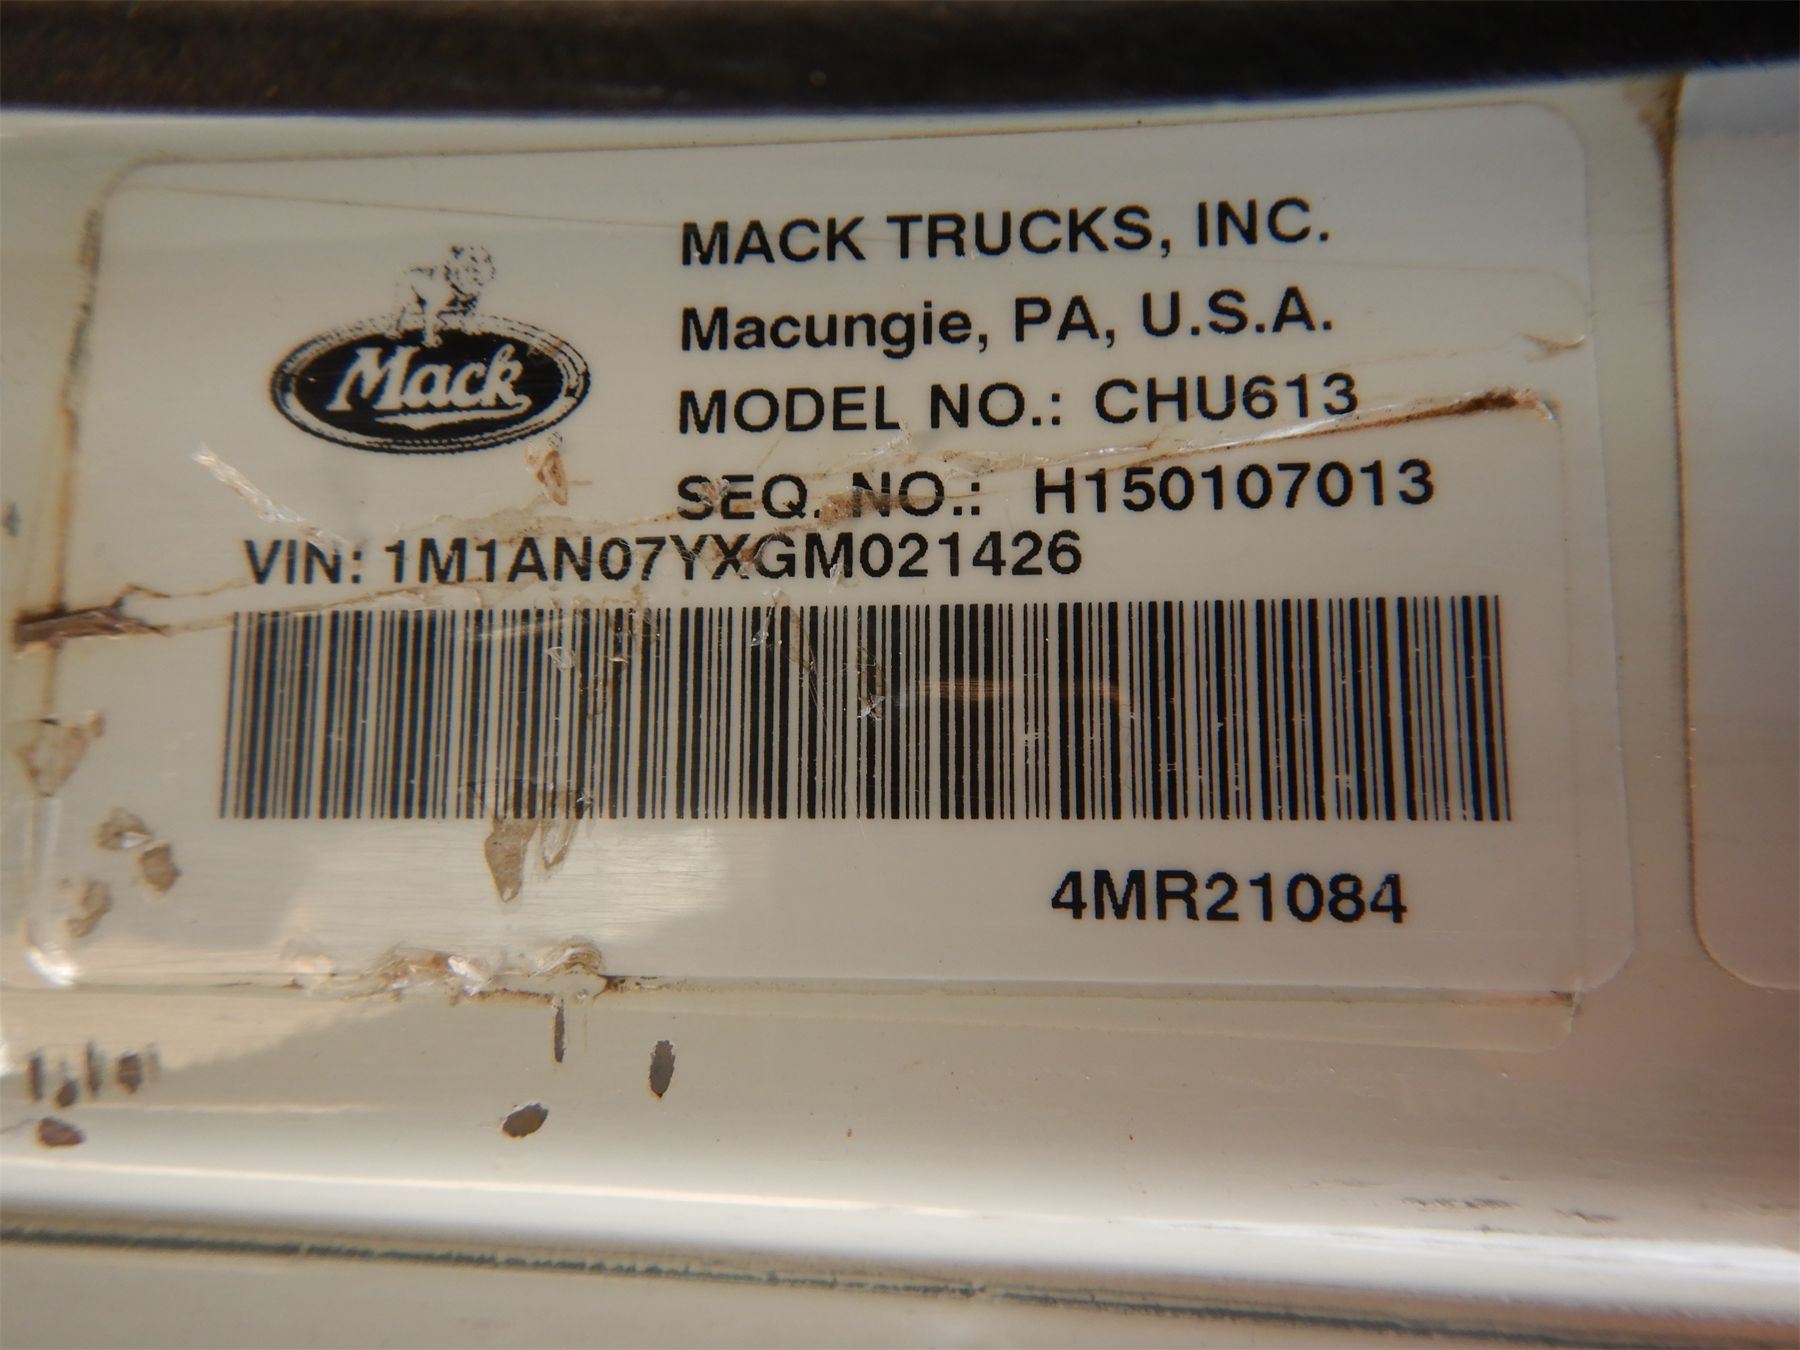 MACK TRUCKS, INC.
Macungie, PA, U.S.A.
Mack
MODEL NO.: CHU613
SEQ. NO.: H150107013
VIN: 1M1AN07YXGM021426
4MR21084